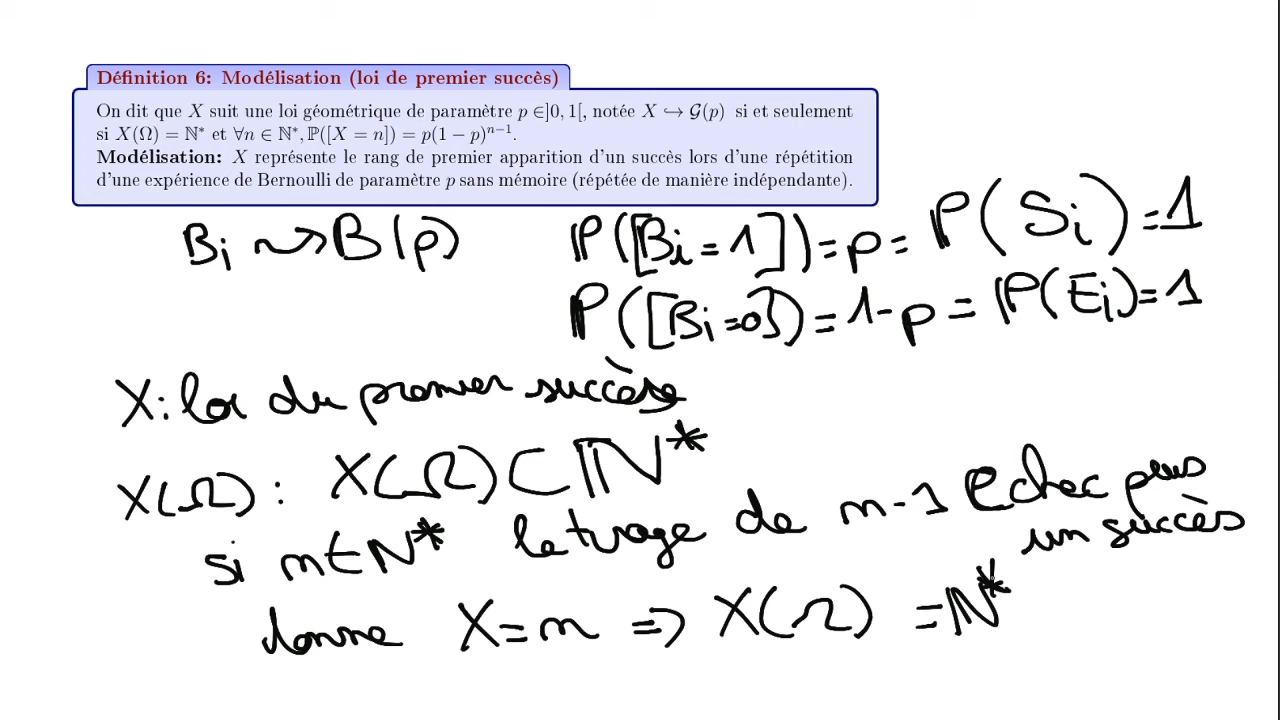 Définition 6: Modélisation (loi de premier succès)
On dit que X suit une loi géométrique de paramètre p ∈]0, 1[, notée X ↪ G(p) si et seulement
si X(Ω) = ℕ* et ∀n ∈ ℕ*, ℙ([X = n]) = p(1 − p)ⁿ⁻¹.
Modélisation: X représente le rang de premier apparition d'un succès lors d'une répétition
d'une expérience de Bernoulli de paramètre p sans mémoire (répétée de manière indépendante).
Bi ⇝ B(p) ℙ([Bi = 1]) = p = ℙ(Si) = 1
ℙ([Bi = 0]) = 1 - p = ℙ(Ei) = 1
X : loi du premier succès
X(Ω) : X(Ω) ⊂ ℕ*
si n ∈ ℕ* le tirage de n - 1 echec plus
un succès
donne X = n => X(Ω) = ℕ*